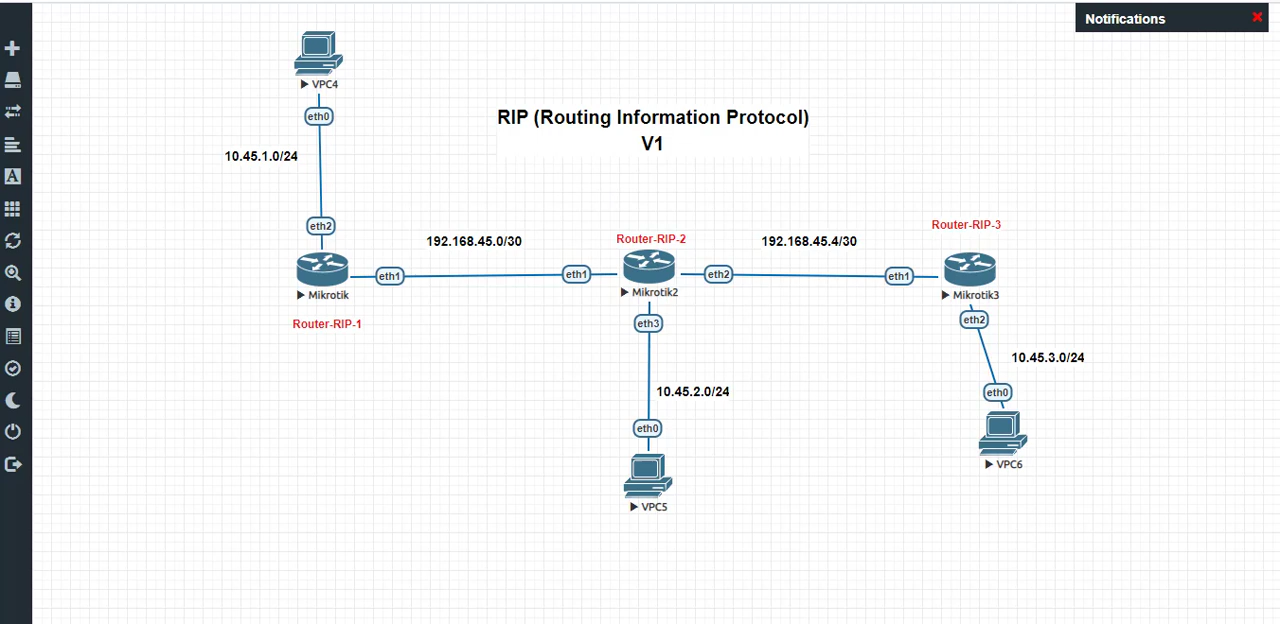 Notifications
VPC4
eth0
RIP (Routing Information Protocol)
V1
10.45.1.0/24
eth2
192.168.45.0/30
Router-RIP-2
192.168.45.4/30
Router-RIP-3
eth1
eth1
eth2
eth1
Mikrotik
Mikrotik2
Mikrotik3
Router-RIP-1
eth3
eth2
10.45.3.0/24
10.45.2.0/24
eth0
eth0
VPC6
VPC5
A